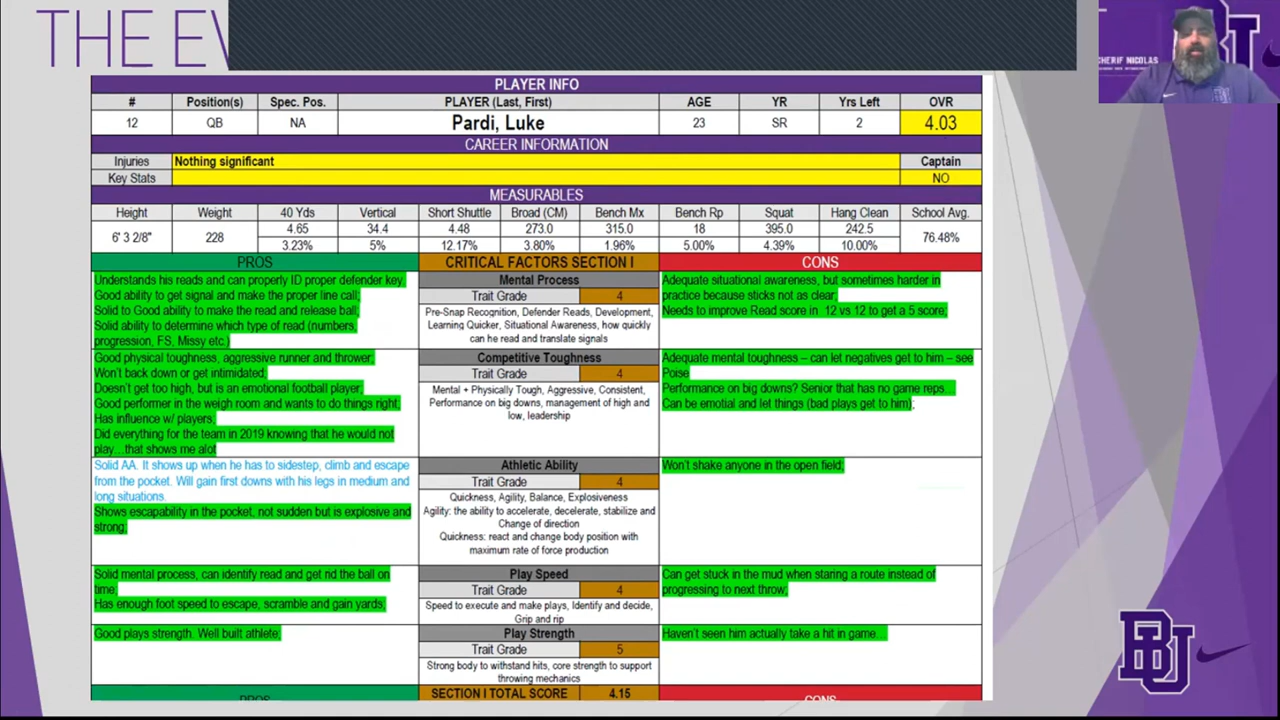 THE EV
CHERIF NICOLAS
PLAYER INFO
# Position(s) Spec. Pos. PLAYER (Last, First) AGE YR Yrs Left OVR
12 QB NA Pardi, Luke 23 SR 2 4.03
CAREER INFORMATION
Injuries Nothing significant Captain
Key Stats NO
MEASURABLES
Height Weight 40 Yds Vertical Short Shuttle Broad (CM) Bench Mx Bench Rp Squat Hang Clean School Avg.
6' 3 2/8" 228 4.65 34.4 4.48 273.0 315.0 18 395.0 242.5 76.48%
3.23% 5% 12.17% 3.80% 1.96% 5.00% 4.39% 10.00%
PROS CRITICAL FACTORS SECTION I CONS
Understands his reads and can properly ID proper defender key.
Good ability to get signal and make the proper line call;
Solid to Good ability to make the read and release ball;
Solid ability to determine which type of read (numbers,
progression, FS, Missy etc.)
Mental Process
Trait Grade 4
Pre-Snap Recognition, Defender Reads, Development,
Learning Quicker, Situational Awareness, how quickly
can he read and translate signals
Adequate situational awareness, but sometimes harder in
practice because sticks not as clear;
Needs to improve Read score in 12 vs 12 to get a 5 score;
Good physical toughness, aggressive runner and thrower;
Won't back down or get intimidated;
Doesn't get too high, but is an emotional football player;
Good performer in the weigh room and wants to do things right;
Has influence w/ players;
Did everything for the team in 2019 knowing that he would not
play…that shows me alot
Competitive Toughness
Trait Grade 4
Mental + Physically Tough, Aggressive, Consistent,
Performance on big downs, management of high and
low, leadership
Adequate mental toughness – can let negatives get to him – see
Poise
Performance on big downs? Senior that has no game reps…
Can be emotial and let things (bad plays get to him);
Solid AA. It shows up when he has to sidestep, climb and escape
from the pocket. Will gain first downs with his legs in medium and
long situations.
Shows escapability in the pocket, not sudden but is explosive and
strong;
Athletic Ability
Trait Grade 4
Quickness, Agility, Balance, Explosiveness
Agility: the ability to accelerate, decelerate, stabilize and
Change of direction
Quickness: react and change body position with
maximum rate of force production
Won't shake anyone in the open field;
Solid mental process, can identify read and get rid the ball on
time;
Has enough foot speed to escape, scramble and gain yards;
Play Speed
Trait Grade 4
Speed to execute and make plays, Identify and decide,
Grip and rip
Can get stuck in the mud when staring a route instead of
progressing to next throw;
Good plays strength. Well built athlete;
Play Strength
Trait Grade 5
Strong body to withstand hits, core strength to support
throwing mechanics
Haven't seen him actually take a hit in game…
PROS SECTION I TOTAL SCORE 4.15 CONS
BU